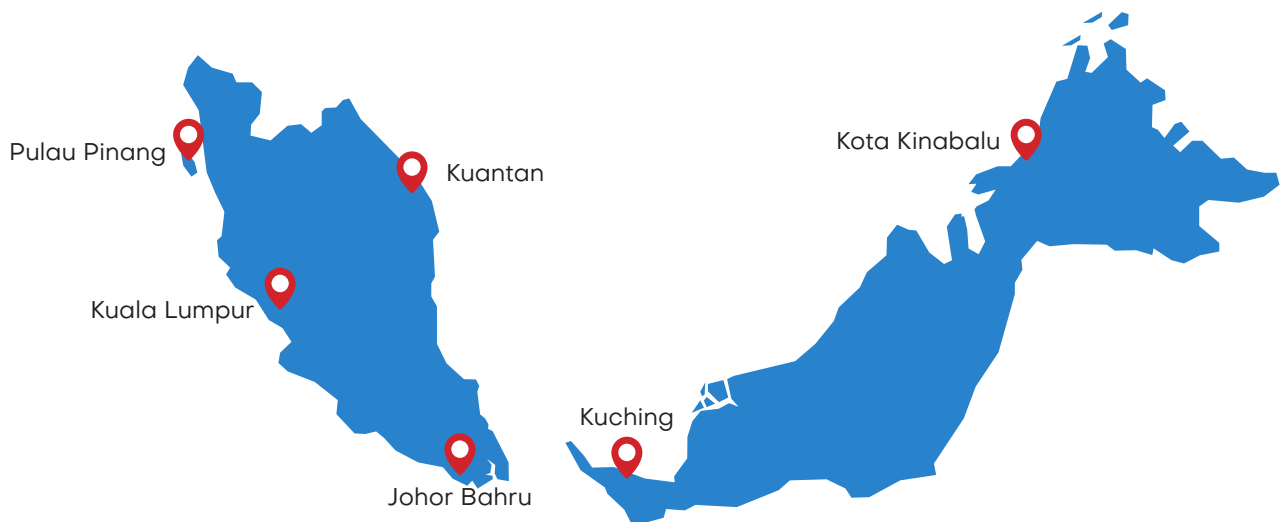 Pulau Pinang
Kuantan
Kuala Lumpur
Johor Bahru
Kota Kinabalu
Kuching